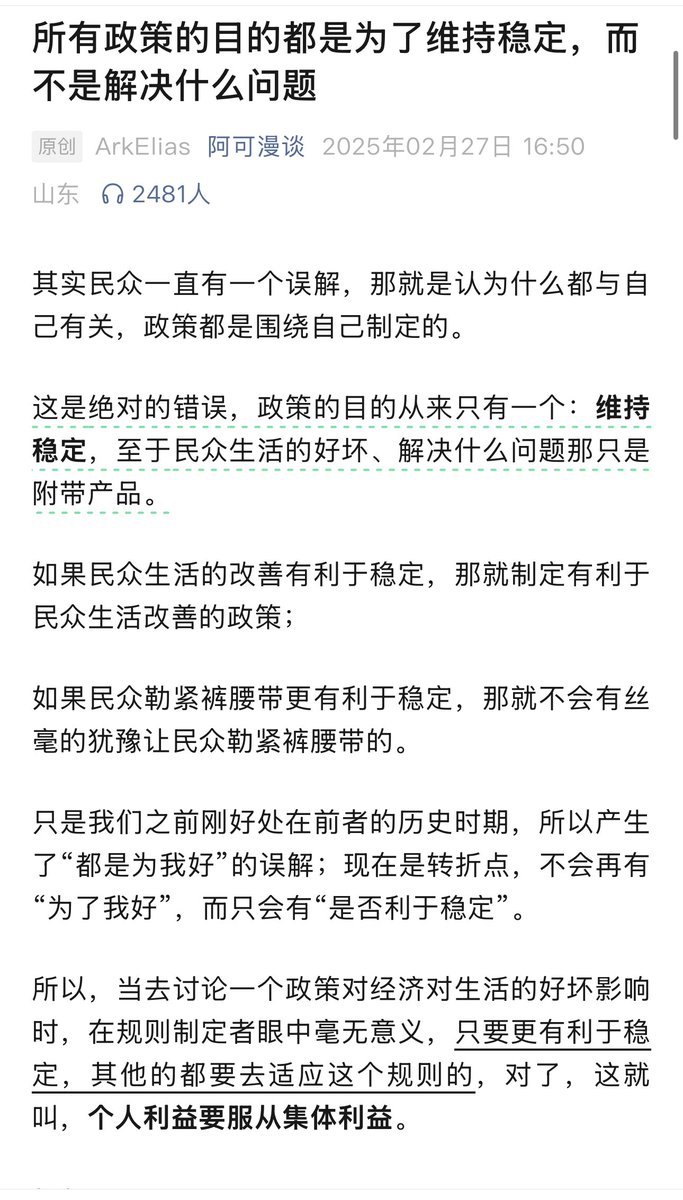 所有政策的目的都是为了维持稳定，而
不是解决什么问题
原创 ArkElias 阿可漫谈 2025年02月27日 16:50
山东 2481人
其实民众一直有一个误解，那就是认为什么都与自
己有关，政策都是围绕自己制定的。
这是绝对的错误，政策的目的从来只有一个：维持
稳定，至于民众生活的好坏、解决什么问题那只是
附带产品。
如果民众生活的改善有利于稳定，那就制定有利于
民众生活改善的政策；
如果民众勒紧裤腰带更有利于稳定，那就不会有丝
毫的犹豫让民众勒紧裤腰带的。
只是我们之前刚好处在前者的历史时期，所以产生
了“都是为我好”的误解；现在是转折点，不会再有
“为了我好”，而只会有“是否利于稳定”。
所以，当去讨论一个政策对经济对生活的好坏影响
时，在规则制定者眼中毫无意义，只要更有利于稳
定，其他的都要去适应这个规则的，对了，这就
叫，个人利益要服从集体利益。